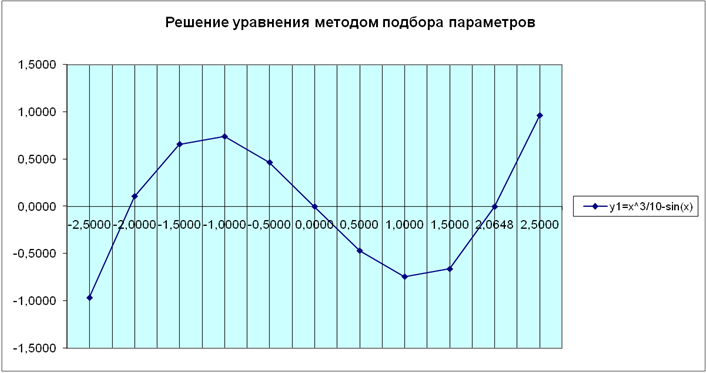 Решение уравнения методом подбора параметров
1,5000
1,0000
0,5000
0,0000
-0,5000
-1,0000
-1,5000
-2,5000 -2,0000 -1,5000 -1,0000 -0,5000 0,0000 0,5000 1,0000 1,5000 2,0648 2,5000
y1=x^3/10-sin(x)